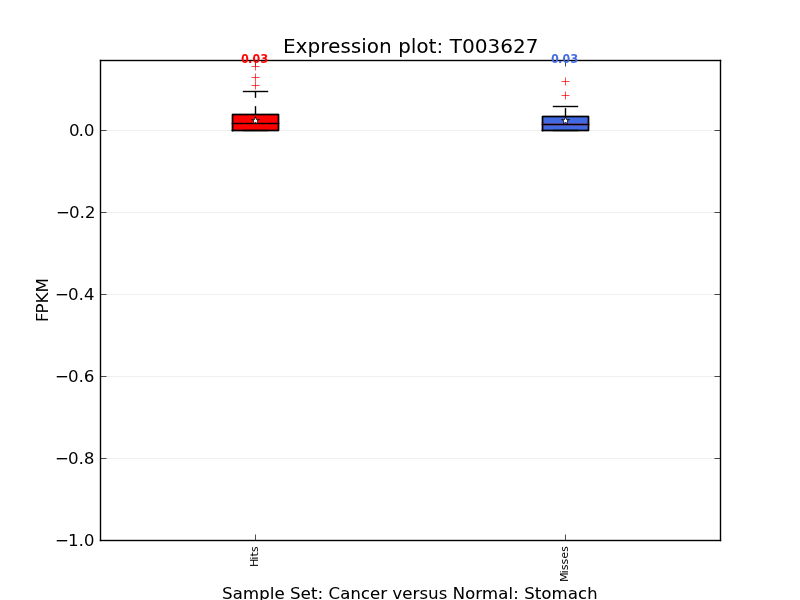 Expression plot: T003627
0.03
0.03
0.0
−0.2
−0.4
−0.6
−0.8
−1.0
FPKM
Hits
Misses
Sample Set: Cancer versus Normal: Stomach